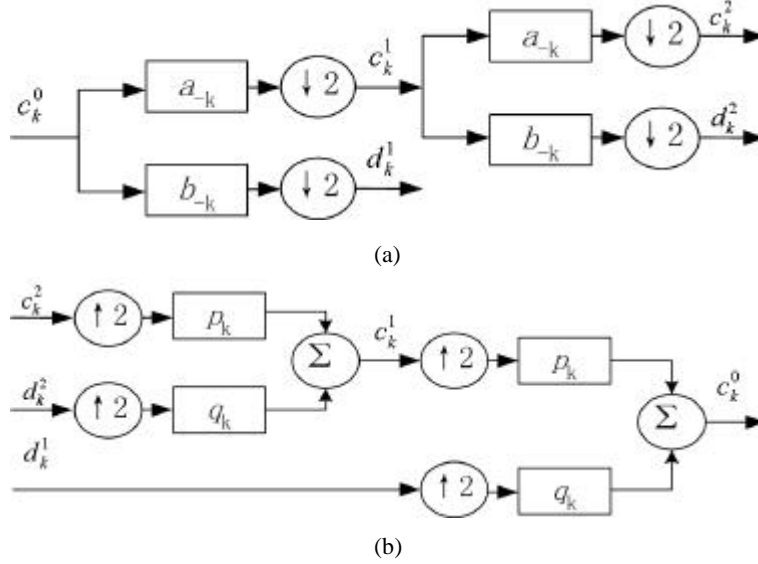 c_k^0
a_{-k}
↓ 2
c_k^1
a_{-k}
↓ 2
c_k^2
b_{-k}
↓ 2
d_k^1
b_{-k}
↓ 2
d_k^2
(a)
c_k^2
↑ 2
p_k
Σ
c_k^1
↑ 2
p_k
d_k^2
↑ 2
q_k
Σ
c_k^0
d_k^1
↑ 2
q_k
(b)